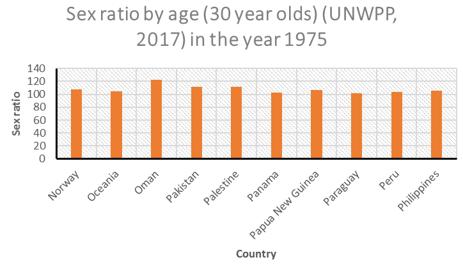 Sex ratio by age (30 year olds) (UNWPP,
2017) in the year 1975
140
120
100
80
60
40
20
0
Sex ratio
Norway
Oceania
Oman
Pakistan
Palestine
Panama
Papua New Guinea
Paraguay
Peru
Philippines
Country